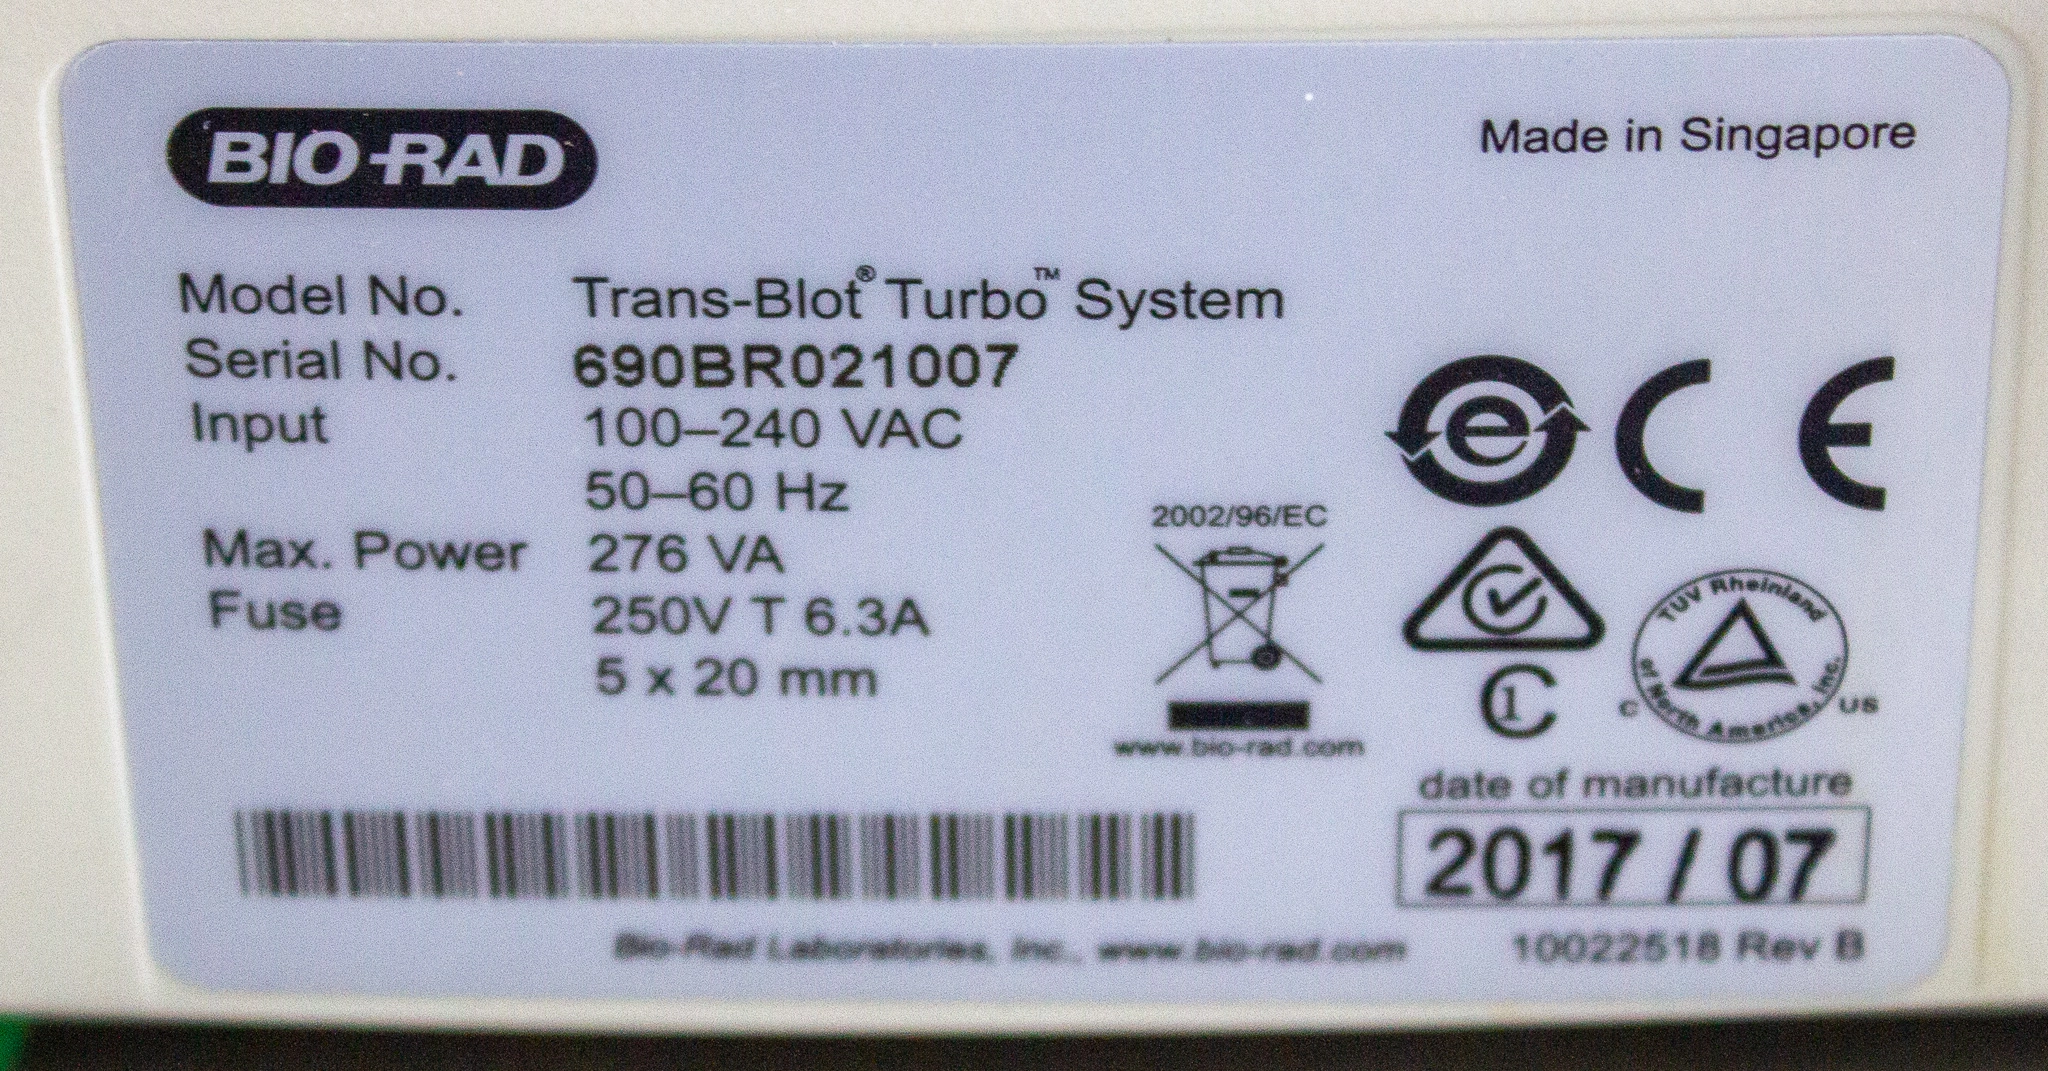 BIO-RAD
Made in Singapore
Model No. Trans-Blot® Turbo™ System
Serial No. 690BR021007
Input 100–240 VAC
50–60 Hz
Max. Power 276 VA
Fuse 250V T 6.3A
5 x 20 mm
2002/96/EC
www.bio-rad.com
e
CE
C1
TUV Rheinland
of North America, Inc.
C US
date of manufacture
2017 / 07
Bio-Rad Laboratories, Inc., www.bio-rad.com
10022518 Rev B